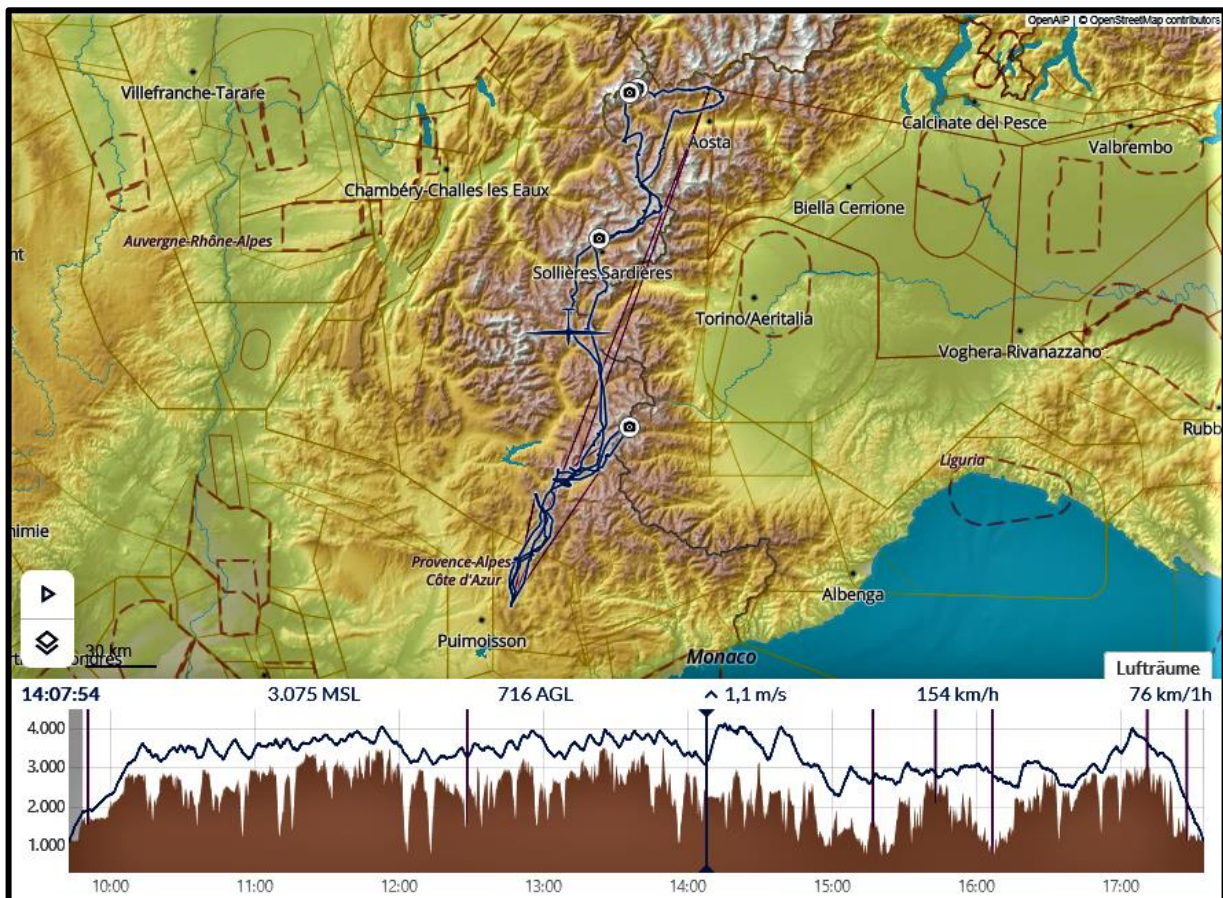 OpenAIP | © OpenStreetMap contributors
Villefranche-Tarare
Calcinate del Pesce
Aosta
Valbrembo
Chambéry-Challes les Eaux
Biella Cerrione
Auvergne-Rhône-Alpes
nt
Sollières Sardières
Torino/Aeritalia
Voghera Rivanazzano
Rubb
Liguria
nimie
Provence-Alpes-
Côte d'Azur
Albenga
Puimoisson
30 km
Monaco
Lufträume
14:07:54 3.075 MSL 716 AGL 1,1 m/s 154 km/h 76 km/1h
4.000
3.000
2.000
1.000
10:00 11:00 12:00 13:00 14:00 15:00 16:00 17:00